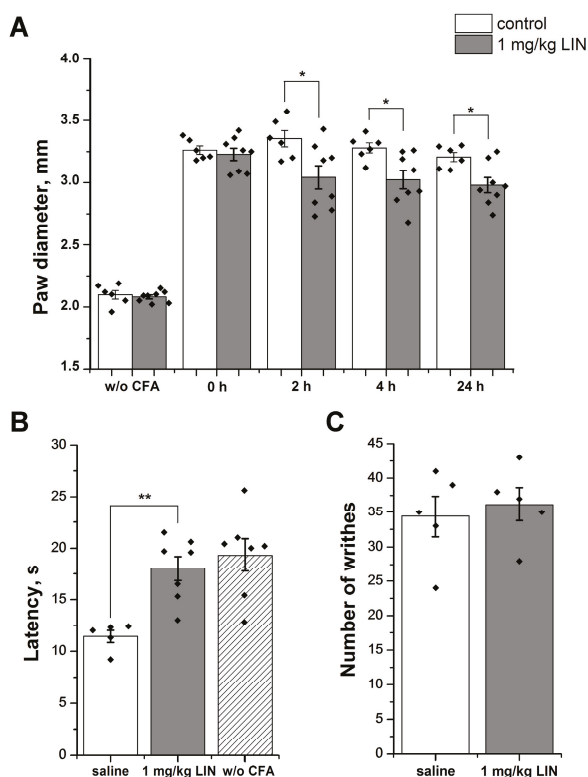 A
control
1 mg/kg LIN
Paw diameter, mm
4.0
3.5
3.0
2.5
2.0
1.5
*
*
*
w/o CFA 0 h 2 h 4 h 24 h
B
Latency, s
30
25
20
15
10
5
0
**
saline 1 mg/kg LIN w/o CFA
C
Number of writhes
45
40
35
30
25
20
15
10
5
0
saline 1 mg/kg LIN